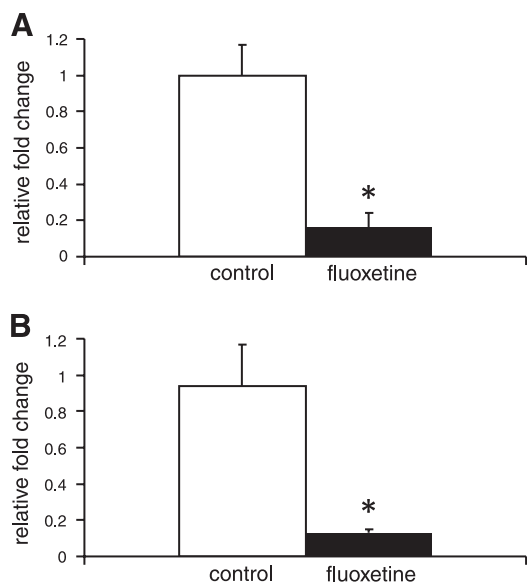 A
relative fold change
1.2
1
0.8
0.6
0.4
0.2
0
*
control
fluoxetine
B
relative fold change
1.2
1
0.8
0.6
0.4
0.2
0
*
control
fluoxetine